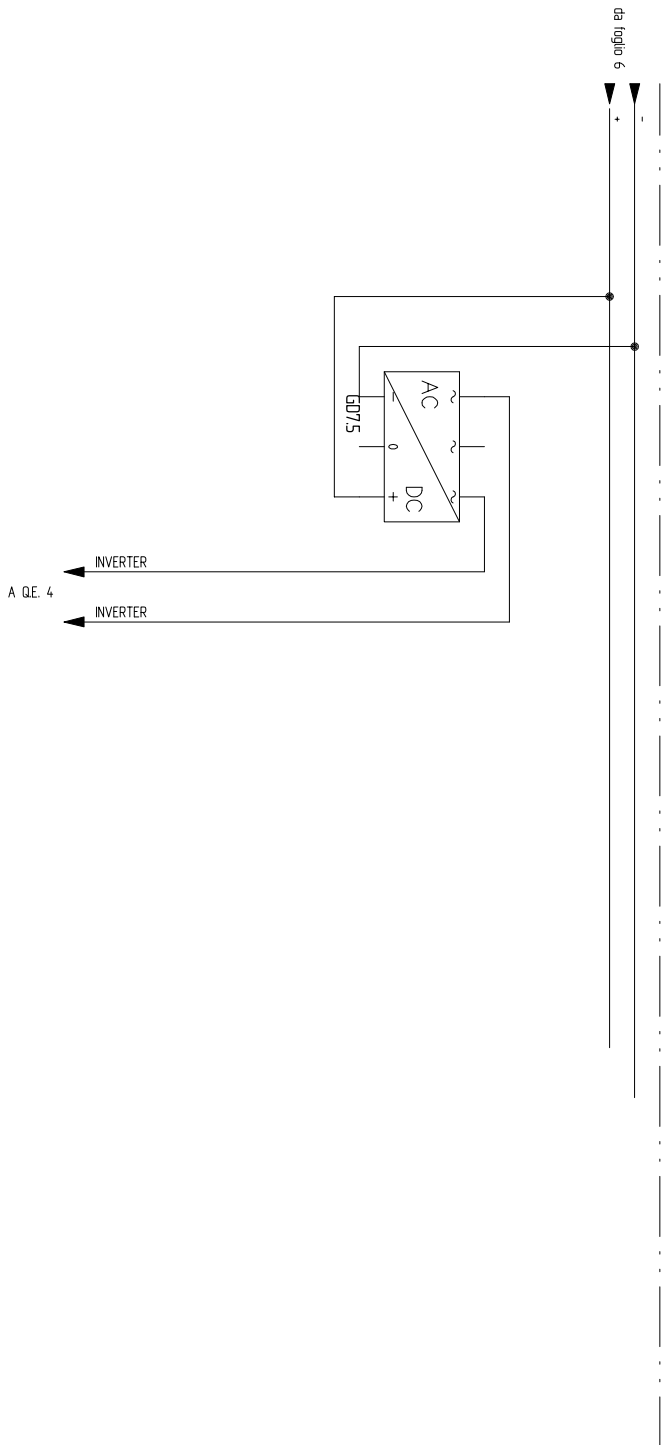 da foglio 6
+
-
AC
DC
~
~
~
-
0
+
GD7.5
INVERTER
INVERTER
A Q.E. 4